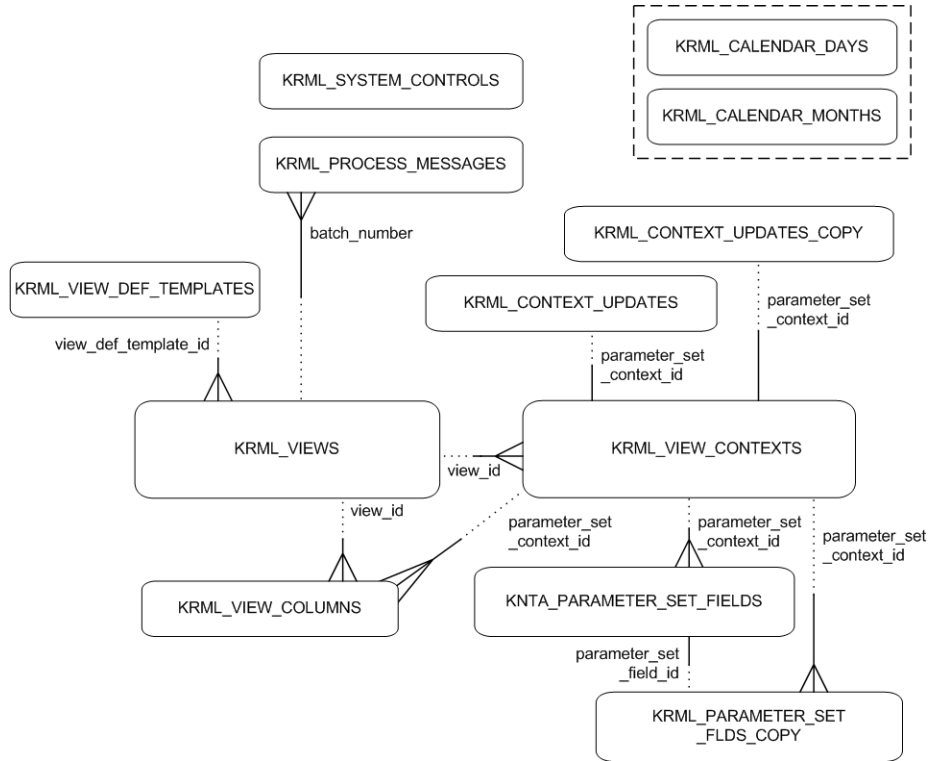 KRML_CALENDAR_DAYS
KRML_SYSTEM_CONTROLS
KRML_CALENDAR_MONTHS
KRML_PROCESS_MESSAGES
batch_number
KRML_CONTEXT_UPDATES_COPY
KRML_VIEW_DEF_TEMPLATES
KRML_CONTEXT_UPDATES
parameter_set
_context_id
view_def_template_id
parameter_set
_context_id
KRML_VIEWS
KRML_VIEW_CONTEXTS
view_id
view_id
parameter_set
_context_id
parameter_set
_context_id
parameter_set
_context_id
KRML_VIEW_COLUMNS
KNTA_PARAMETER_SET_FIELDS
parameter_set
_field_id
KRML_PARAMETER_SET
_FLDS_COPY